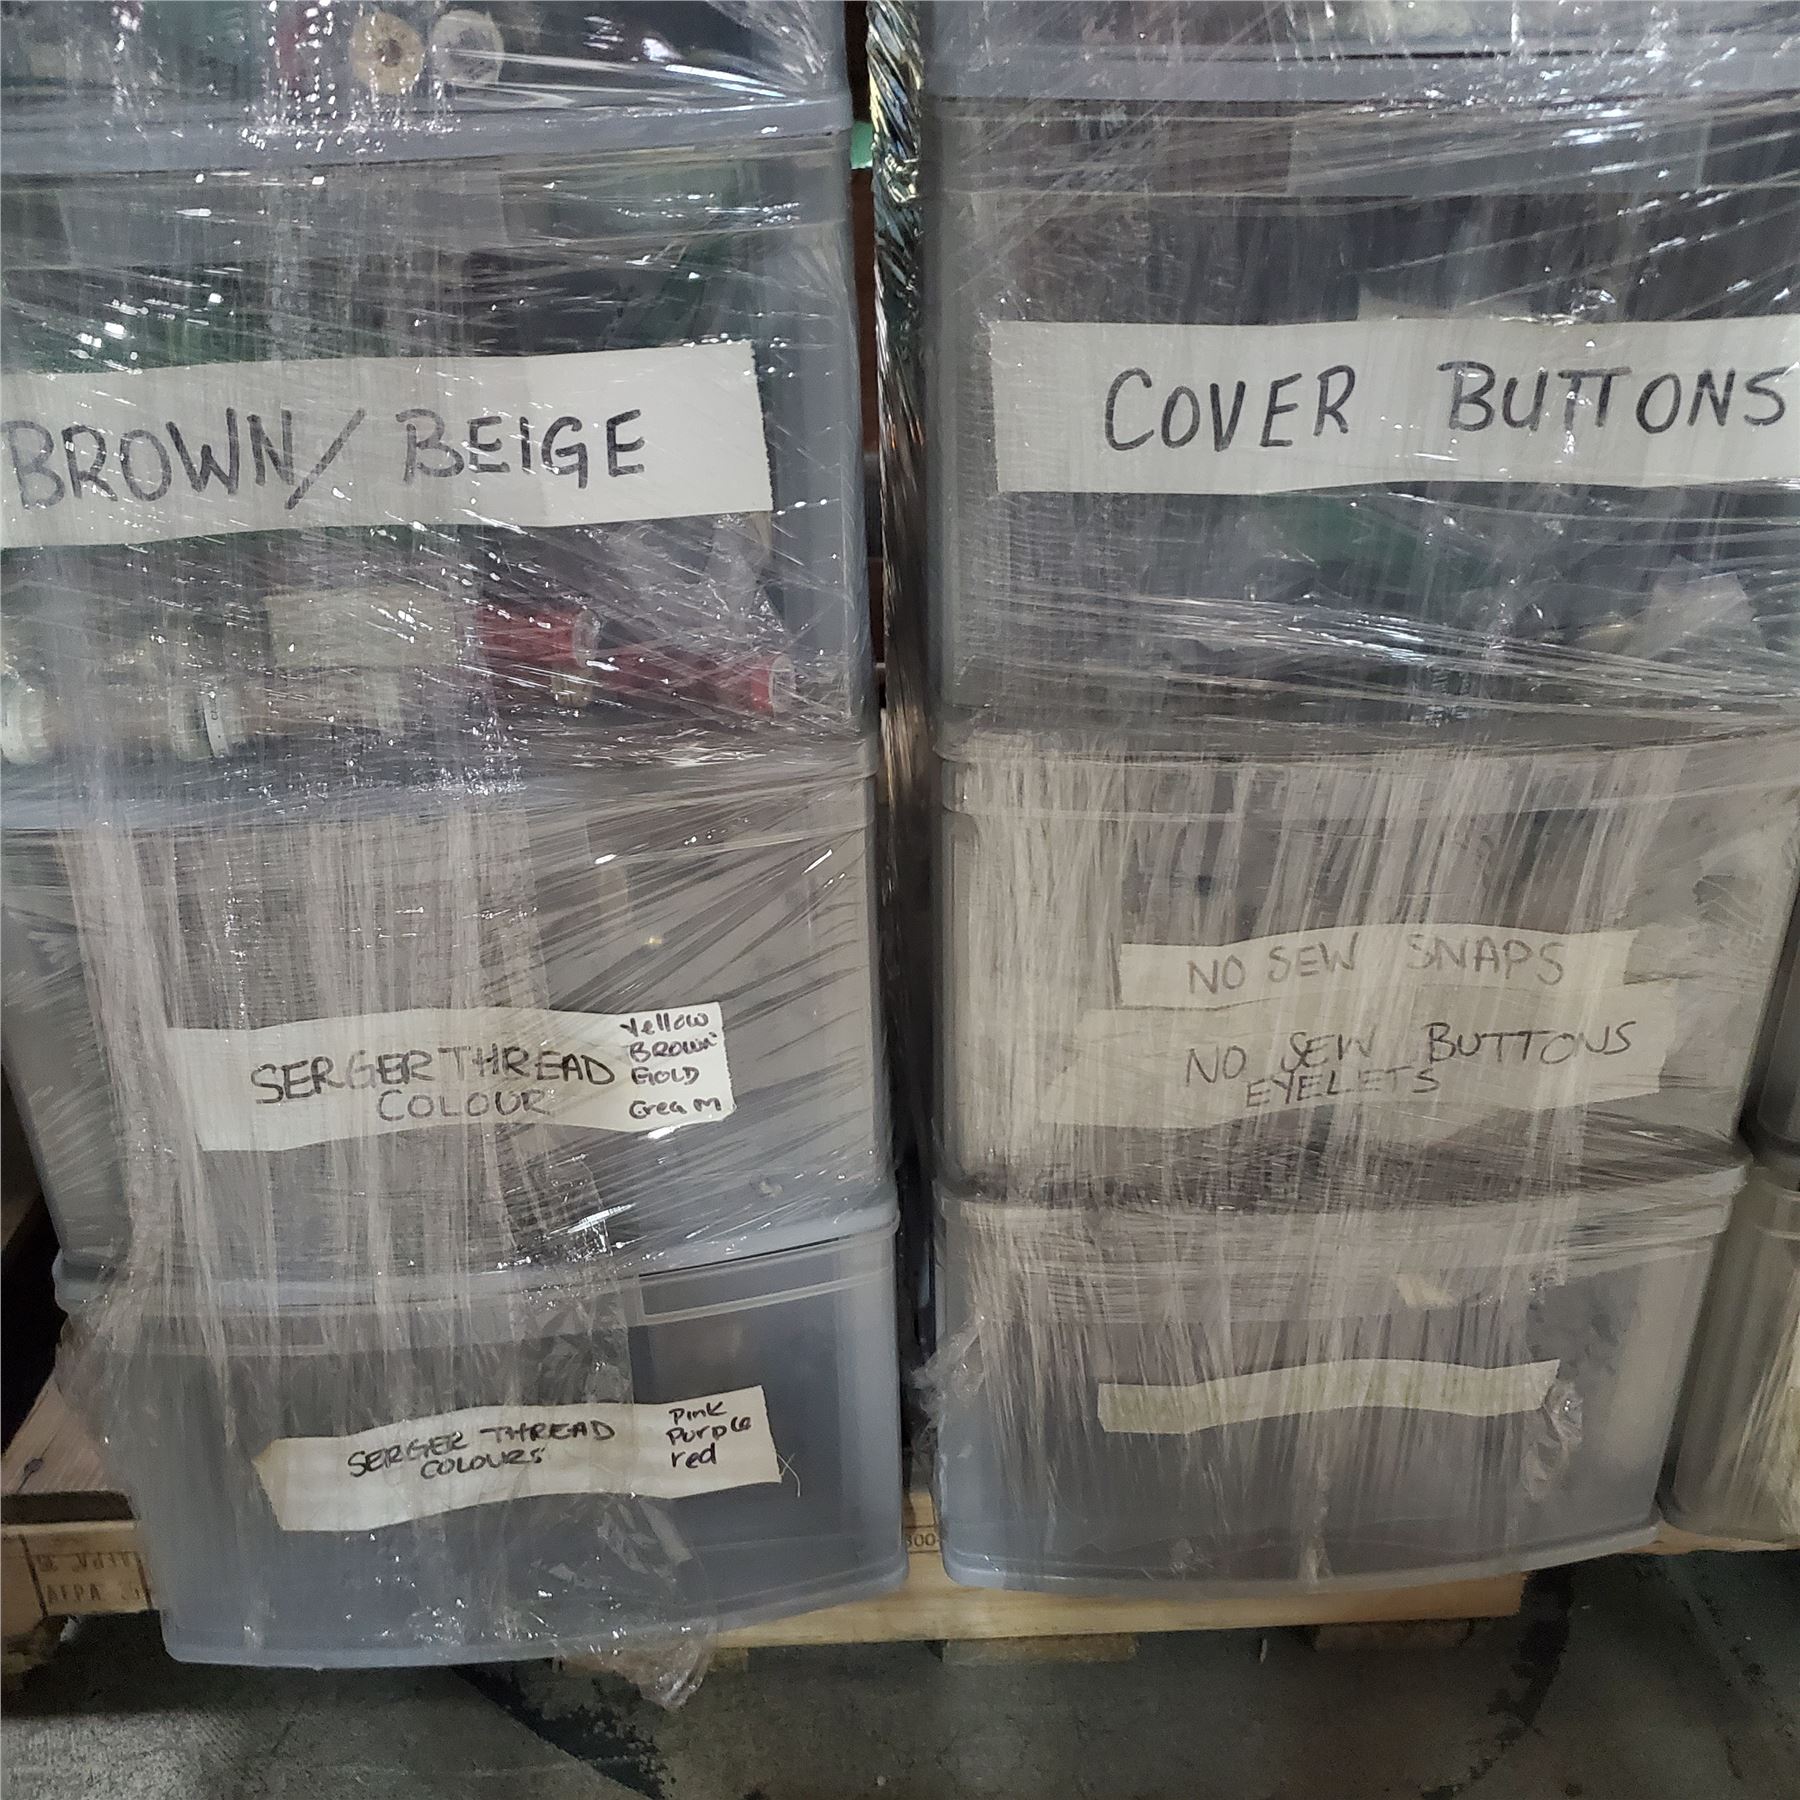 BROWN/ BEIGE
COVER BUTTONS
SERGER THREAD
COLOUR
Yellow
BROWN
GOLD
Cream
NO SEW SNAPS
NO SEW BUTTONS
EYELETS
SERGER THREAD
COLOURS
Pink
Purple
red